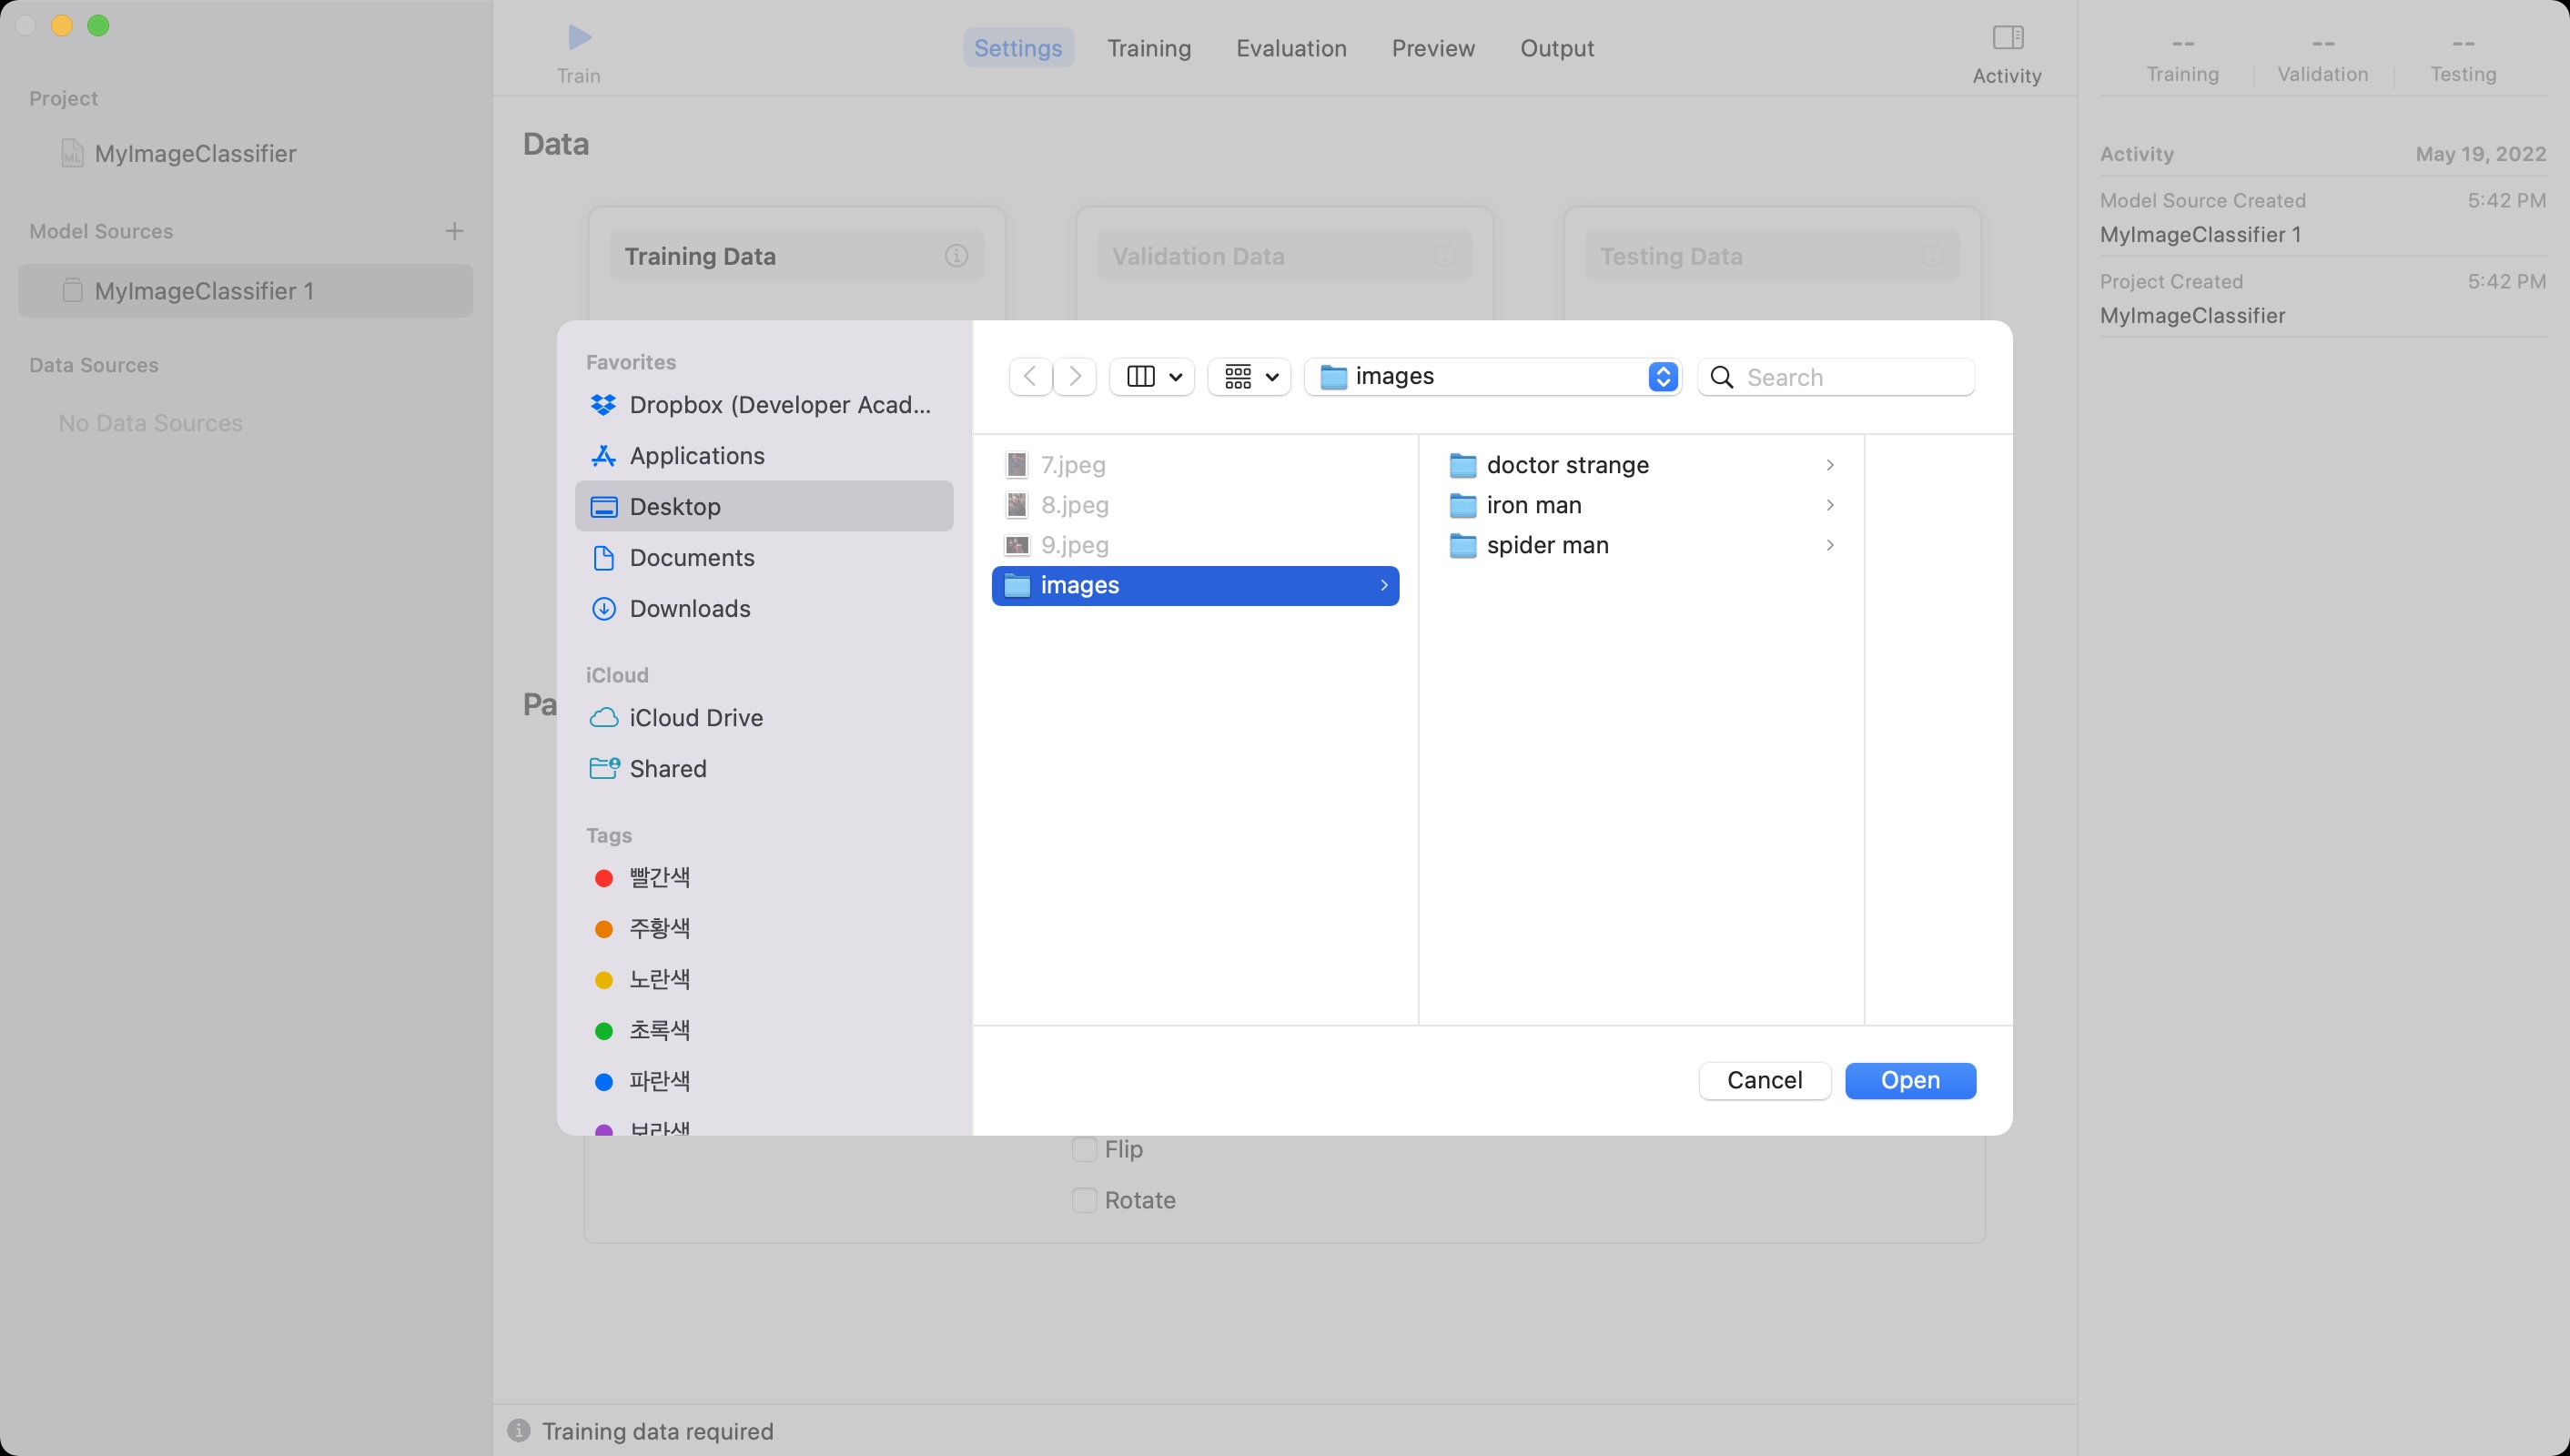 Project
MyImageClassifier
Model Sources
MyImageClassifier 1
Data Sources
No Data Sources
Train
Settings
Training
Evaluation
Preview
Output
Activity
Data
Training Data
Validation Data
Testing Data
Pa
Favorites
Dropbox (Developer Acad...
Applications
Desktop
Documents
Downloads
iCloud
iCloud Drive
Shared
Tags
빨간색
주황색
노란색
초록색
파란색
보라색
images
Search
7.jpeg
8.jpeg
9.jpeg
images
doctor strange
iron man
spider man
Cancel
Open
Flip
Rotate
Training data required
-- -- --
Training Validation Testing
Activity May 19, 2022
Model Source Created 5:42 PM
MyImageClassifier 1
Project Created 5:42 PM
MyImageClassifier